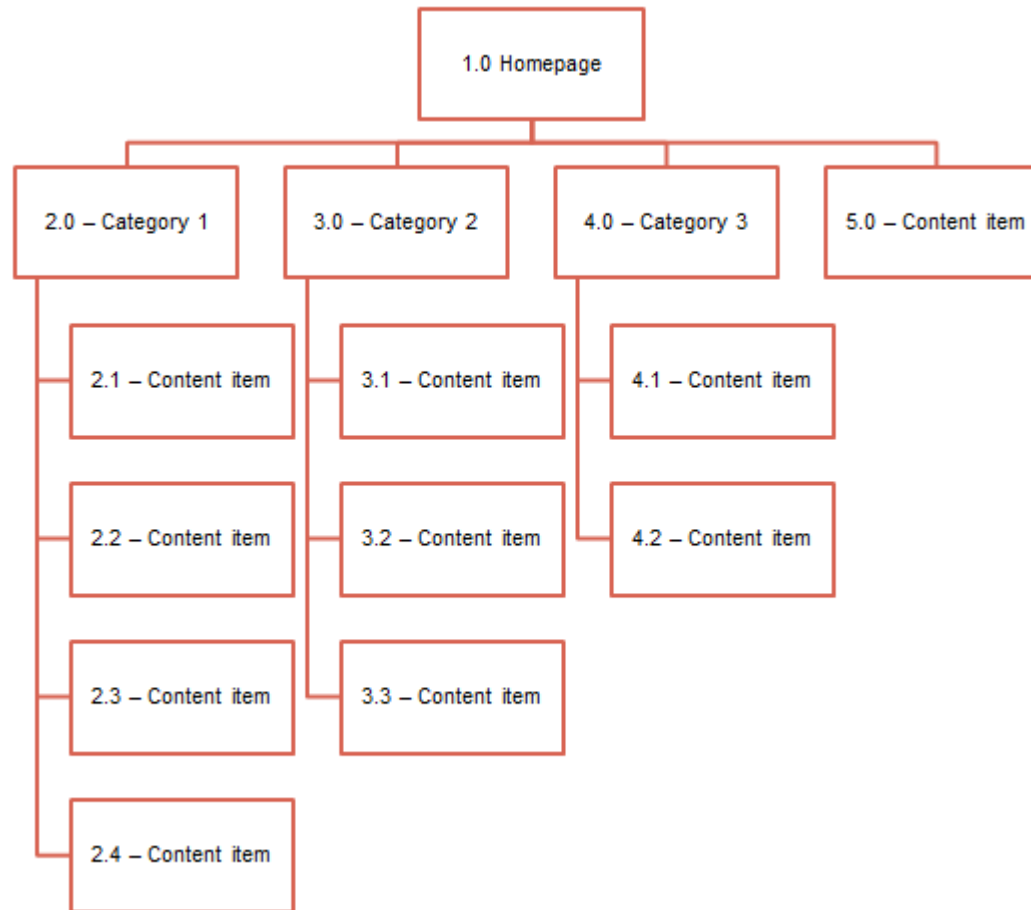 1.0 Homepage
2.0 – Category 1
3.0 – Category 2
4.0 – Category 3
5.0 – Content item
2.1 – Content item
3.1 – Content item
4.1 – Content item
2.2 – Content item
3.2 – Content item
4.2 – Content item
2.3 – Content item
3.3 – Content item
2.4 – Content item